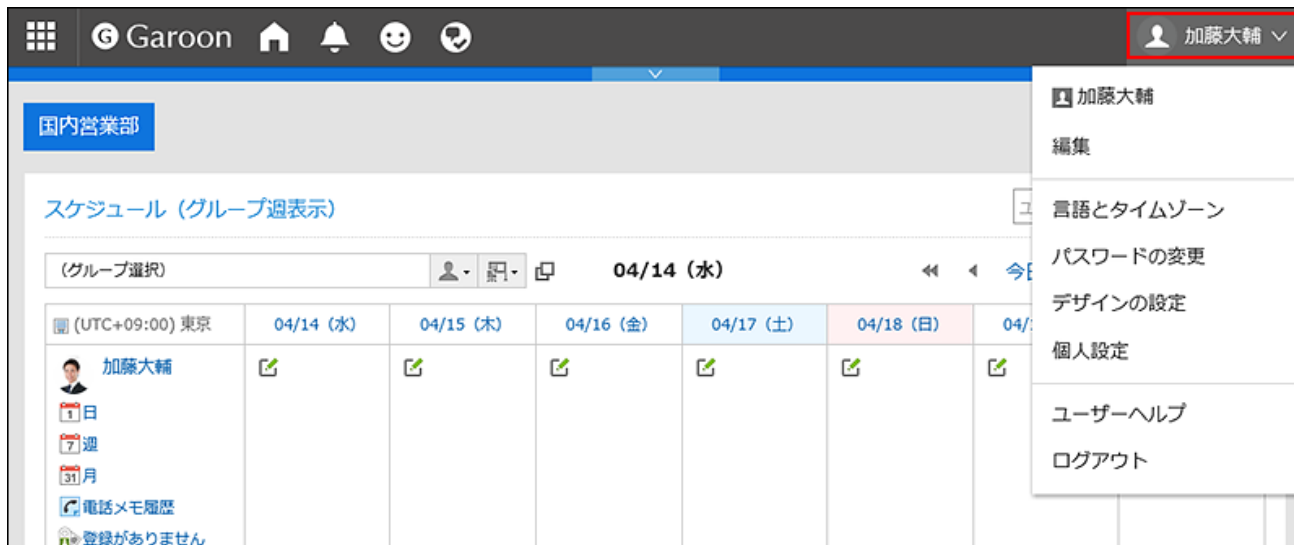 Garoon
加藤大輔
加藤大輔
編集
言語とタイムゾーン
パスワードの変更
デザインの設定
個人設定
ユーザーヘルプ
ログアウト
国内営業部
スケジュール（グループ週表示）
（グループ選択）
04/14（水）
(UTC+09:00) 東京 04/14（水） 04/15（木） 04/16（金） 04/17（土） 04/18（日） 04/
加藤大輔
1 日
7 週
31 月
電話メモ履歴
登録がありません